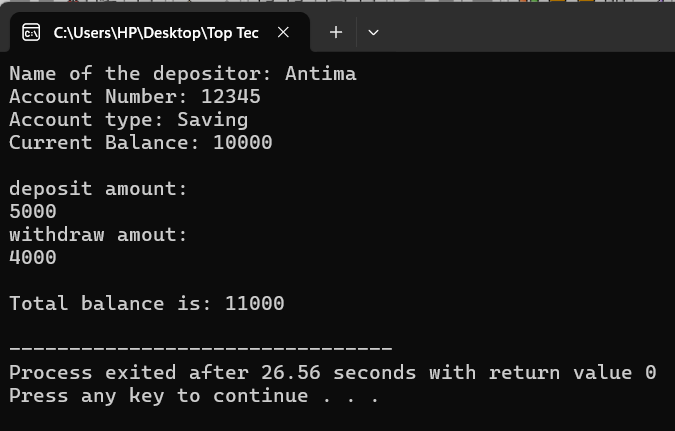 C:\Users\HP\Desktop\Top Tec
Name of the depositor: Antima
Account Number: 12345
Account type: Saving
Current Balance: 10000
deposit amount:
5000
withdraw amout:
4000
Total balance is: 11000
--------------------------------
Process exited after 26.56 seconds with return value 0
Press any key to continue . . .